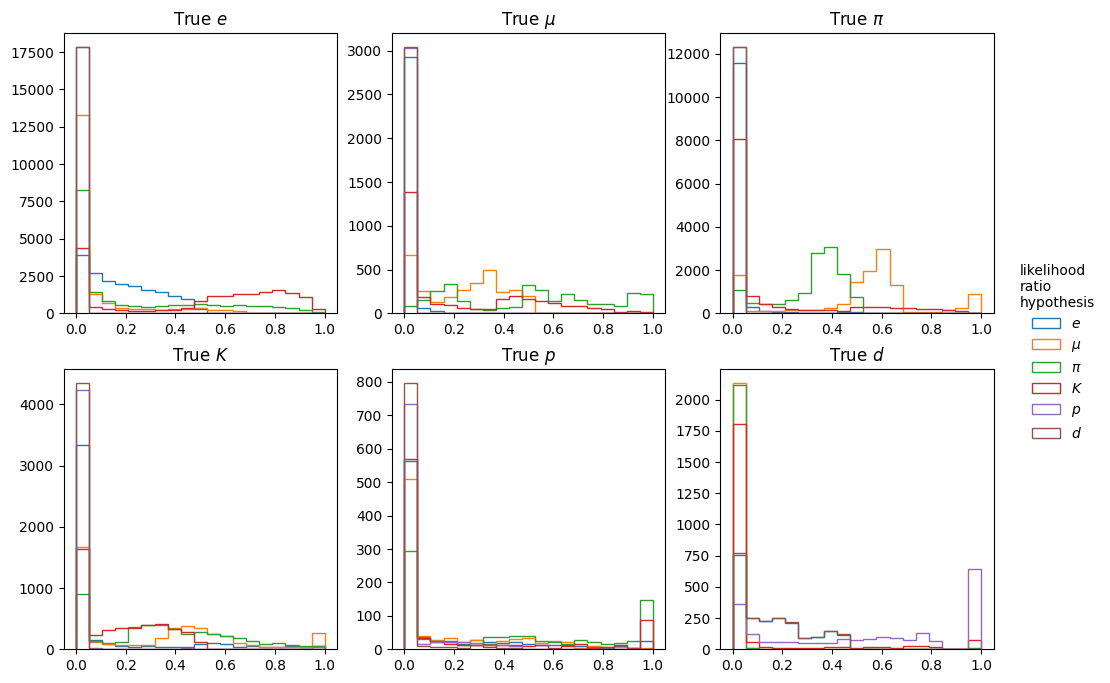 True e
True μ
True π
17500
15000
12500
10000
7500
5000
2500
0
0.0 0.2 0.4 0.6 0.8 1.0
3000
2500
2000
1500
1000
500
0
0.0 0.2 0.4 0.6 0.8 1.0
12000
10000
8000
6000
4000
2000
0
0.0 0.2 0.4 0.6 0.8 1.0
True K
True p
True d
4000
3000
2000
1000
0
0.0 0.2 0.4 0.6 0.8 1.0
800
700
600
500
400
300
200
100
0
0.0 0.2 0.4 0.6 0.8 1.0
2000
1750
1500
1250
1000
750
500
250
0
0.0 0.2 0.4 0.6 0.8 1.0
likelihood
ratio
hypothesis
e
μ
π
K
p
d